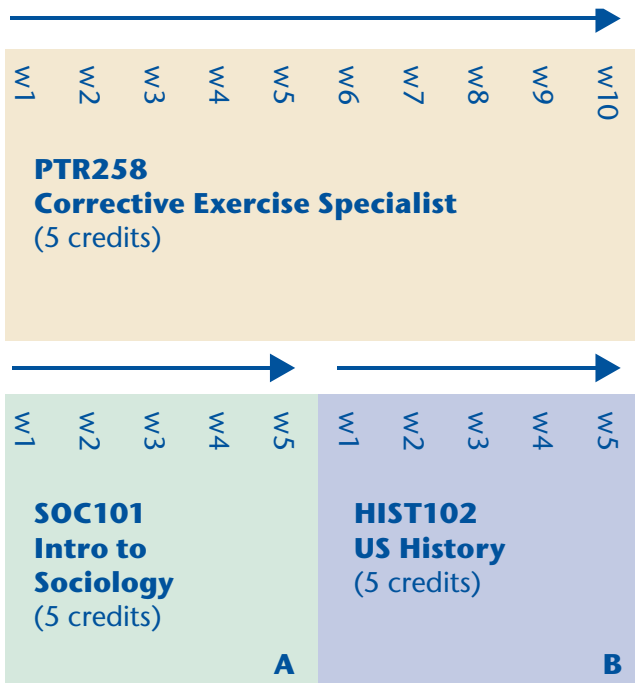 w1 w2 w3 w4 w5 w6 w7 w8 w9 w10
PTR258
Corrective Exercise Specialist
(5 credits)
w1 w2 w3 w4 w5 w1 w2 w3 w4 w5
SOC101
Intro to
Sociology
(5 credits)
A
HIST102
US History
(5 credits)
B